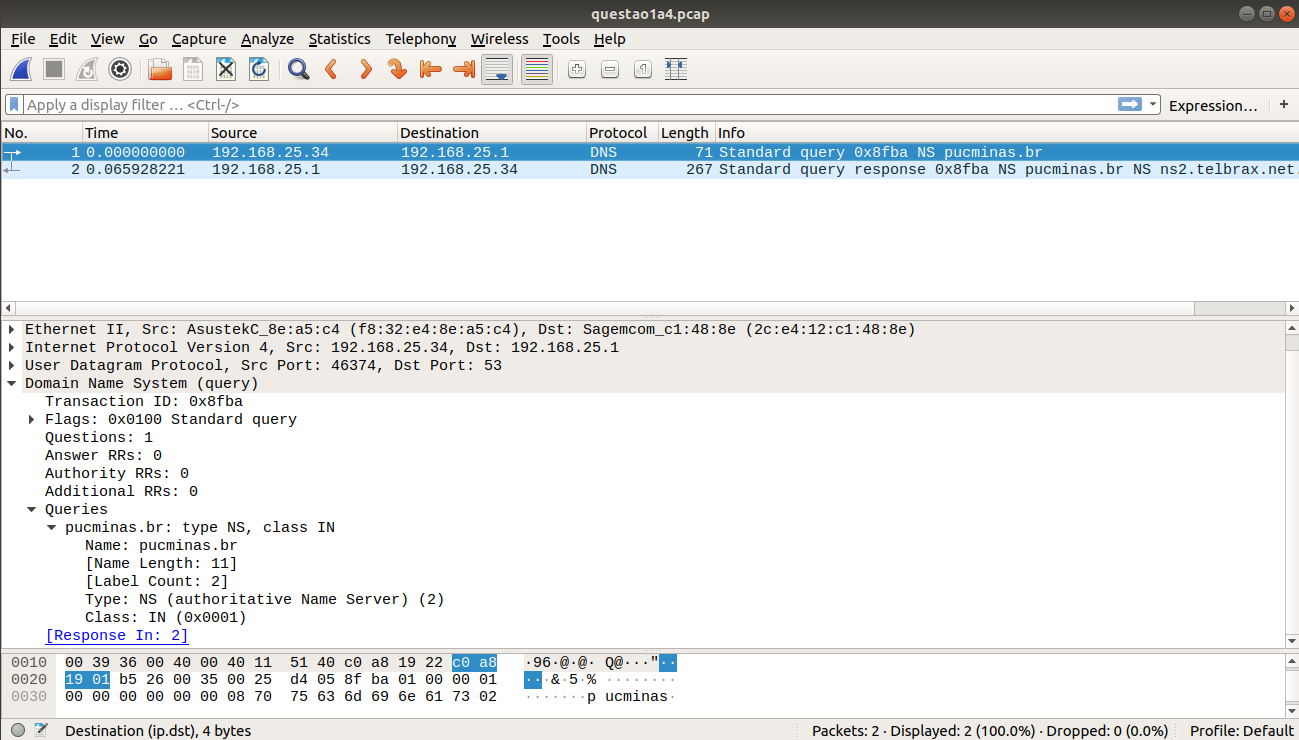 questao1a4.pcap
File Edit View Go Capture Analyze Statistics Telephony Wireless Tools Help
Apply a display filter … <Ctrl-/>
Expression…
+
No. Time Source Destination Protocol Length Info
1 0.000000000 192.168.25.34 192.168.25.1 DNS 71 Standard query 0x8fba NS pucminas.br
2 0.065928221 192.168.25.1 192.168.25.34 DNS 267 Standard query response 0x8fba NS pucminas.br NS ns2.telbrax.net.
Ethernet II, Src: AsustekC_8e:a5:c4 (f8:32:e4:8e:a5:c4), Dst: Sagemcom_c1:48:8e (2c:e4:12:c1:48:8e)
Internet Protocol Version 4, Src: 192.168.25.34, Dst: 192.168.25.1
User Datagram Protocol, Src Port: 46374, Dst Port: 53
Domain Name System (query)
Transaction ID: 0x8fba
Flags: 0x0100 Standard query
Questions: 1
Answer RRs: 0
Authority RRs: 0
Additional RRs: 0
Queries
pucminas.br: type NS, class IN
Name: pucminas.br
[Name Length: 11]
[Label Count: 2]
Type: NS (authoritative Name Server) (2)
Class: IN (0x0001)
[Response In: 2]
0010 00 39 36 00 40 00 40 11 51 40 c0 a8 19 22 c0 a8 ·96·@·@· Q@···"··
0020 19 01 b5 26 00 35 00 25 d4 05 8f ba 01 00 00 01 ···&·5·% ········
0030 00 00 00 00 00 00 08 70 75 63 6d 69 6e 61 73 02 ·······p ucminas·
Destination (ip.dst), 4 bytes
Packets: 2 · Displayed: 2 (100.0%) · Dropped: 0 (0.0%)
Profile: Default